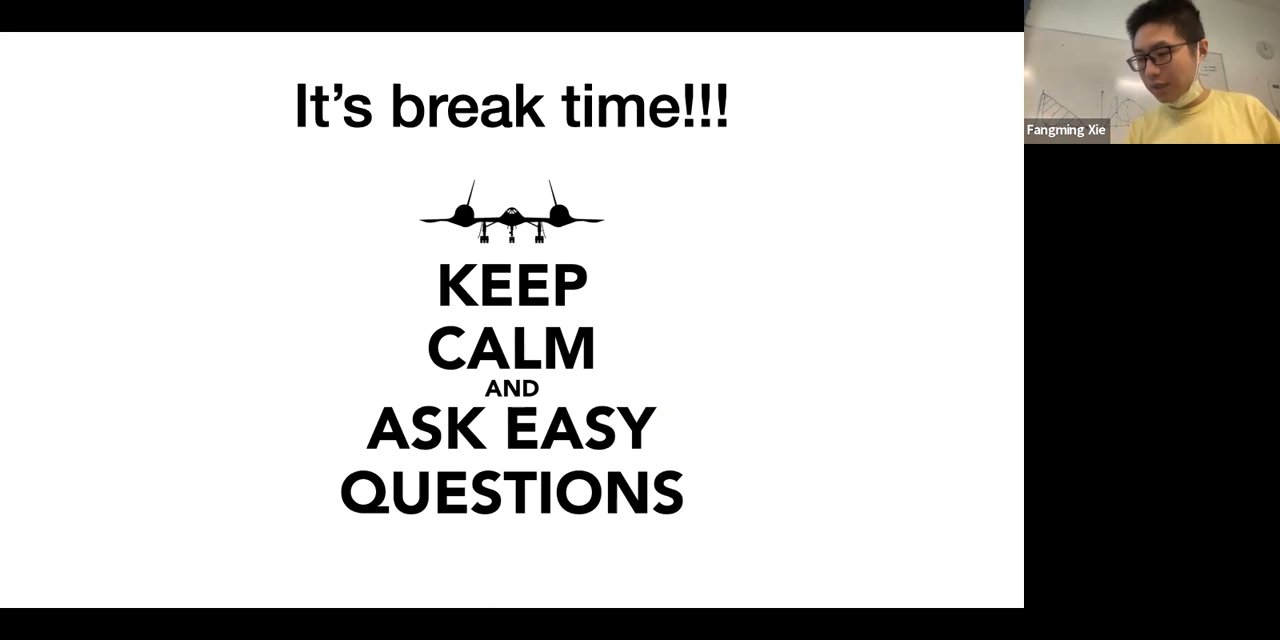 It's break time!!!
KEEP
CALM
AND
ASK EASY
QUESTIONS
Fangming Xie